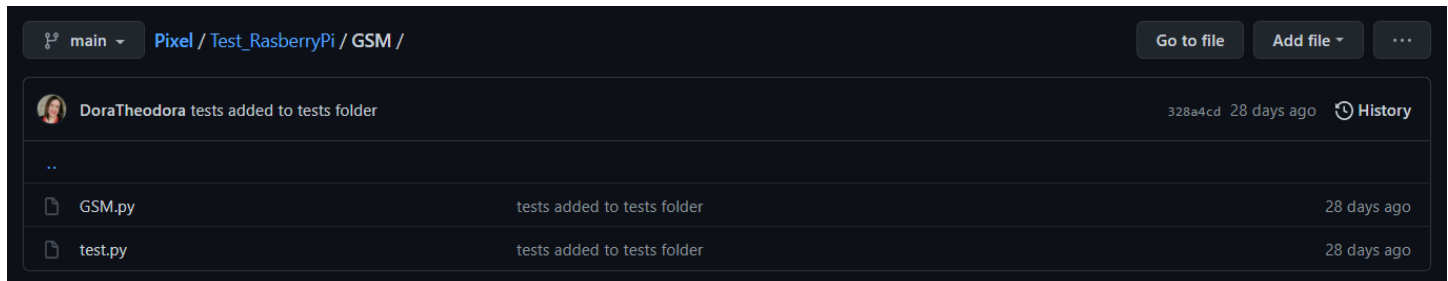 main Pixel / Test_RasberryPi / GSM / Go to file Add file ...
DoraTheodora tests added to tests folder 328a4cd 28 days ago History
..
GSM.py tests added to tests folder 28 days ago
test.py tests added to tests folder 28 days ago